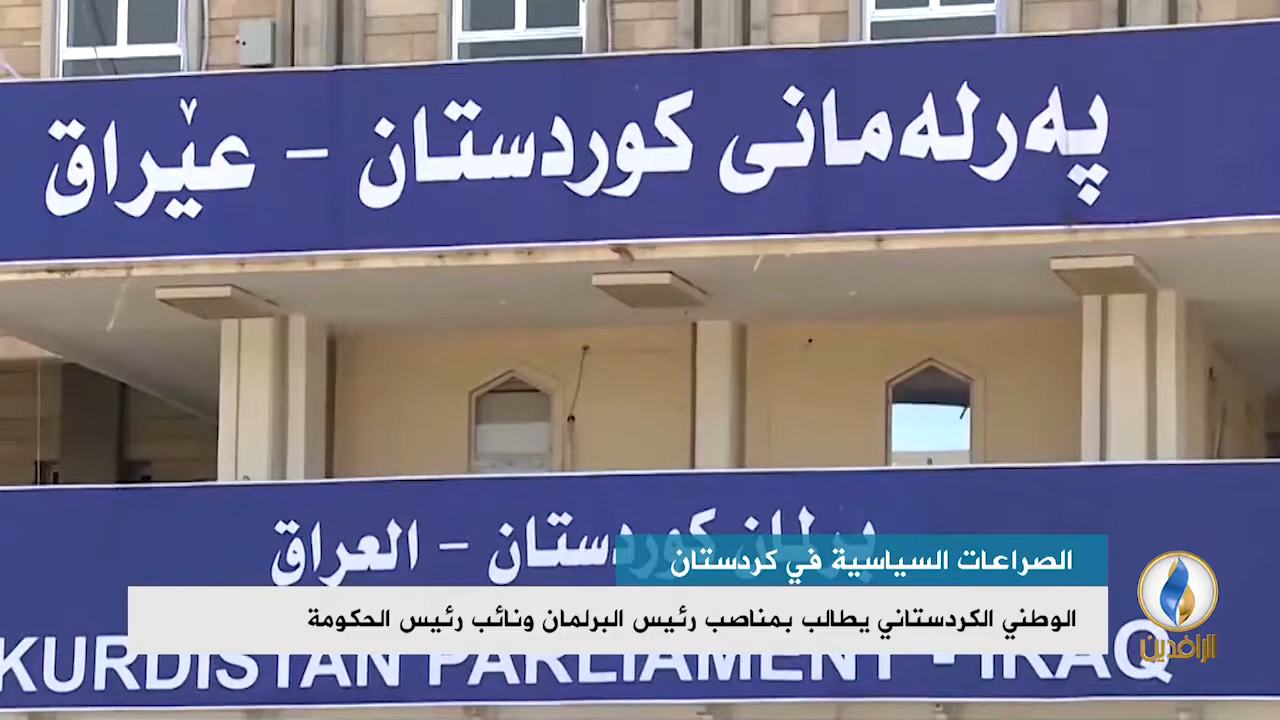 پەرلەمانی کوردستان - عێراق
برلمان كوردستان - العراق
الصراعات السياسية في كردستان
الوطني الكردستاني يطالب بمناصب رئيس البرلمان ونائب رئيس الحكومة
KURDISTAN PARLIAMENT - IRAQ
الرافدين